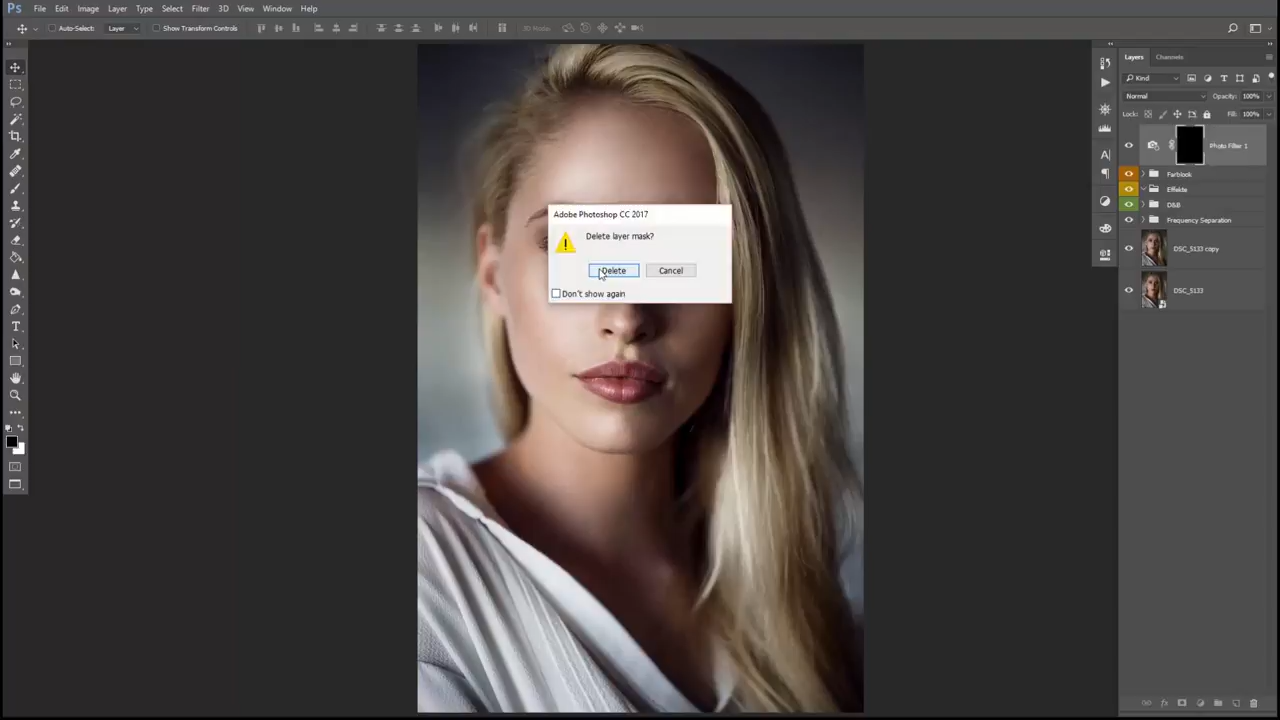 Ps File Edit Image Layer Type Select Filter 3D View Window Help
Auto-Select: Layer Show Transform Controls 3D Mode:
Layers Channels
Kind
Normal Opacity: 100%
Lock: Fill: 100%
Photo Filter 1
Farblook
Effekte
D&B
Frequency Separation
DSC_5133 copy
DSC_5133
Adobe Photoshop CC 2017
Delete layer mask?
Delete Cancel
Don't show again